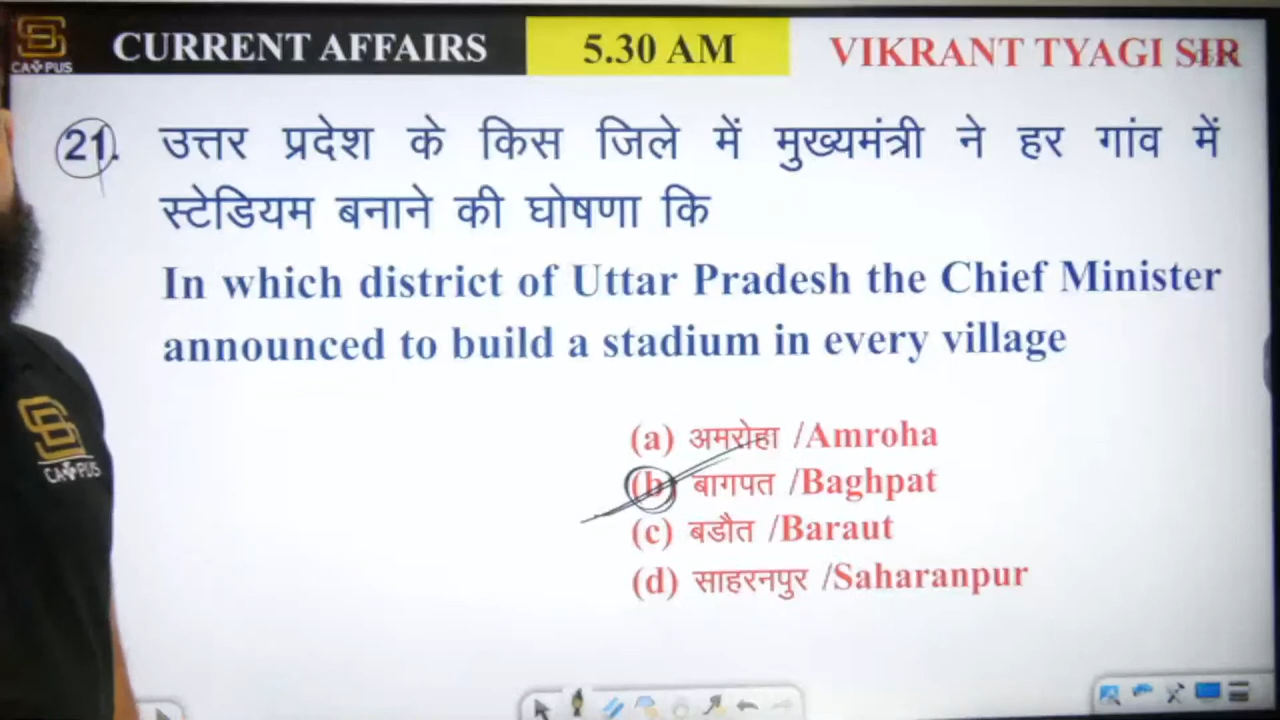 CURRENT AFFAIRS 5.30 AM VIKRANT TYAGI SIR
CAMPUS
21. उत्तर प्रदेश के किस जिले में मुख्यमंत्री ने हर गांव में
स्टेडियम बनाने की घोषणा कि
In which district of Uttar Pradesh the Chief Minister
announced to build a stadium in every village
(a) अमरोहा /Amroha
(b) बागपत /Baghpat
(c) बडौत /Baraut
(d) साहरनपुर /Saharanpur
CAMPUS